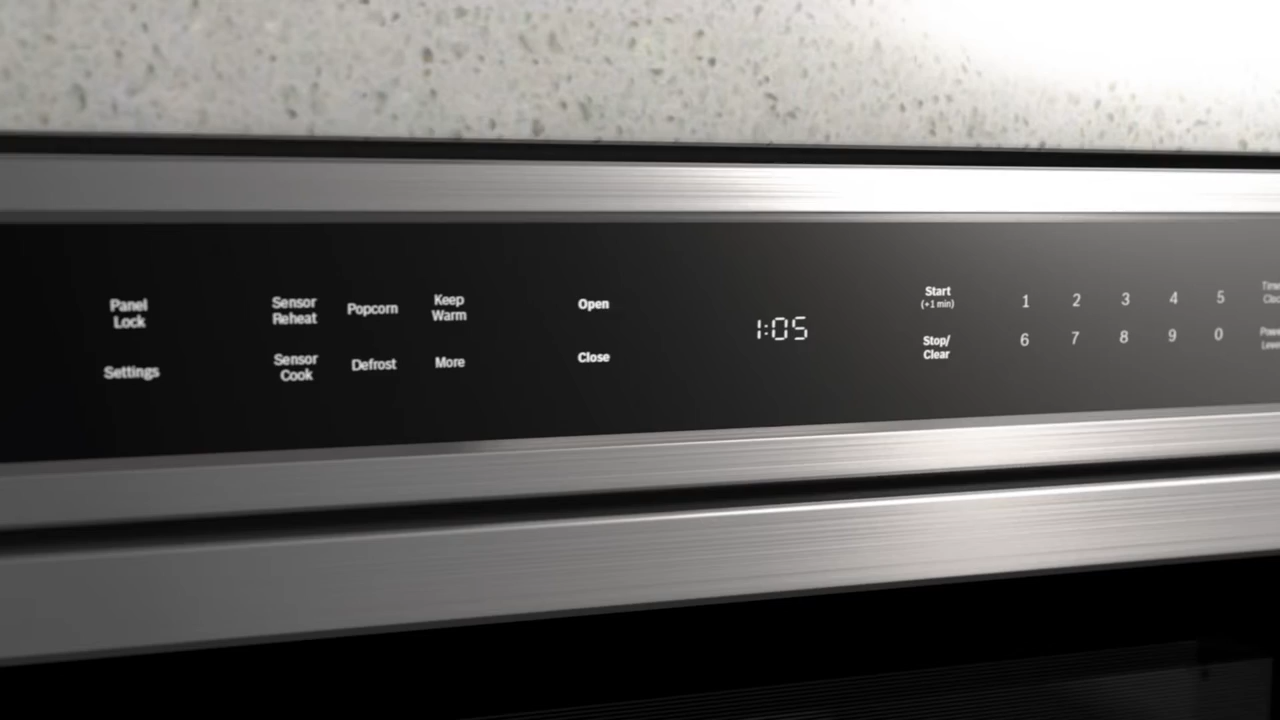 Panel
Lock
Settings
Sensor
Reheat
Popcorn
Keep
Warm
Sensor
Cook
Defrost
More
Open
Close
1:05
Start
(+1 min)
Stop/
Clear
1 2 3 4 5
6 7 8 9 0